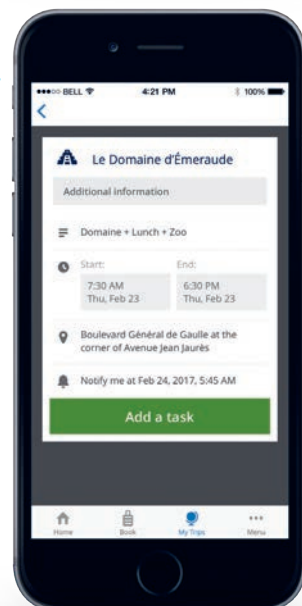 BELL 4:21 PM 100%
Le Domaine d'Émeraude
Additional information
Domaine + Lunch + Zoo
Start: End:
7:30 AM 6:30 PM
Thu, Feb 23 Thu, Feb 23
Boulevard Général de Gaulle at the
corner of Avenue Jean Jaurès
Notify me at Feb 24, 2017, 5:45 AM
Add a task
Home Book My Trips Menu